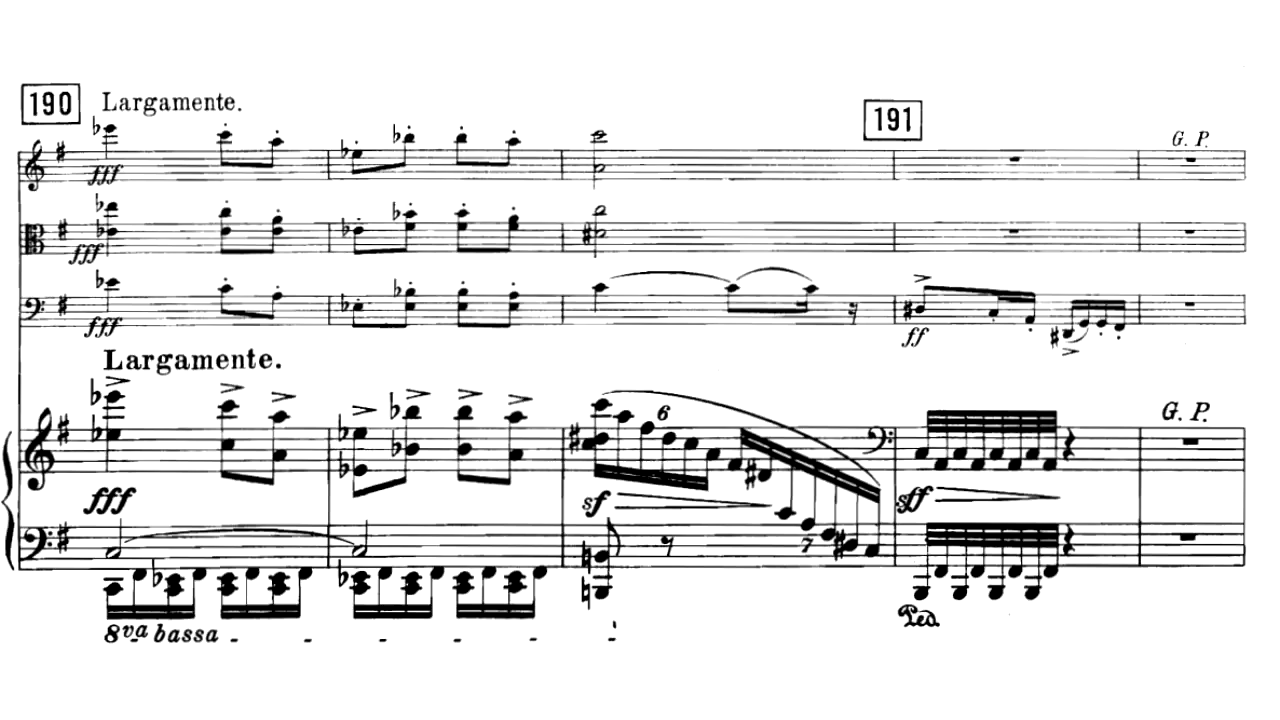 190 Largamente.
191
G. P.
fff
fff
fff
ff
Largamente.
6
G. P.
fff
sf
sff
7
8va bassa
Ped